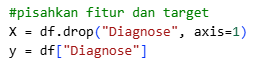 #pisahkan fitur dan target
X = df.drop("Diagnose", axis=1)
y = df["Diagnose"]